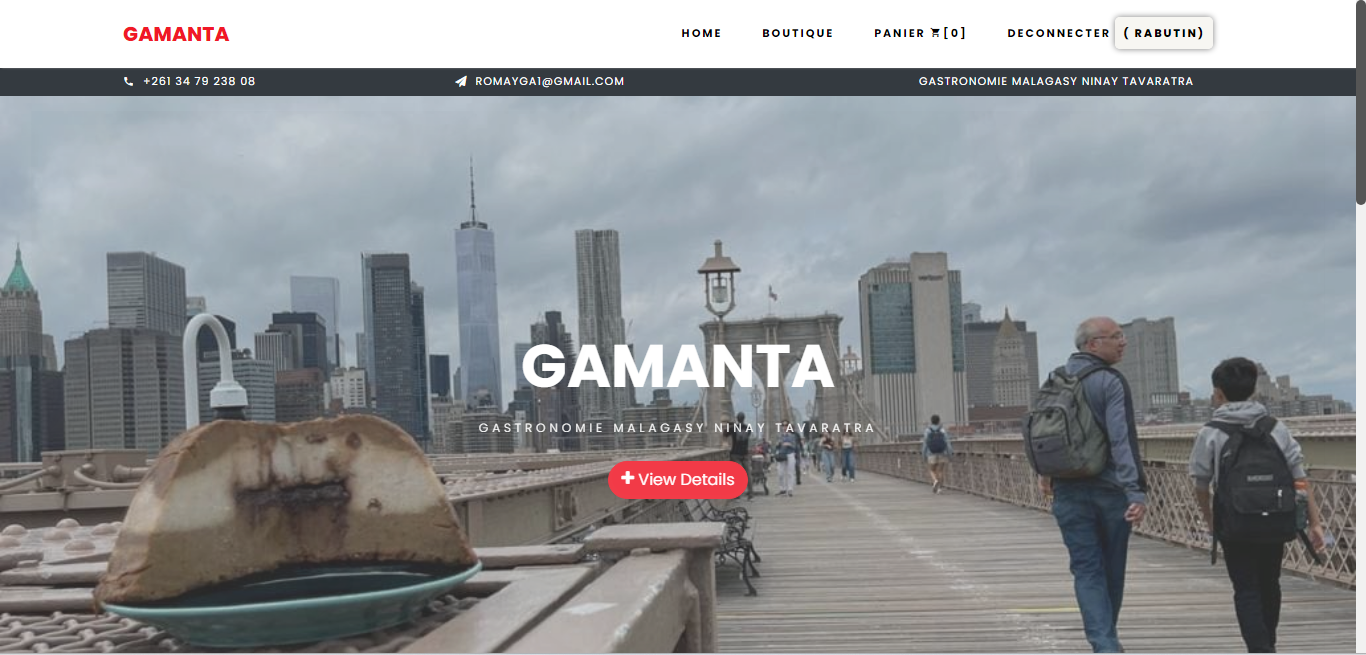 GAMANTA
HOME BOUTIQUE PANIER [0] DECONNECTER ( RABUTIN)
+261 34 79 238 08 ROMAYGA1@GMAIL.COM GASTRONOMIE MALAGASY NINAY TAVARATRA
verizon
GAMANTA
GASTRONOMIE MALAGASY NINAY TAVARATRA
View Details